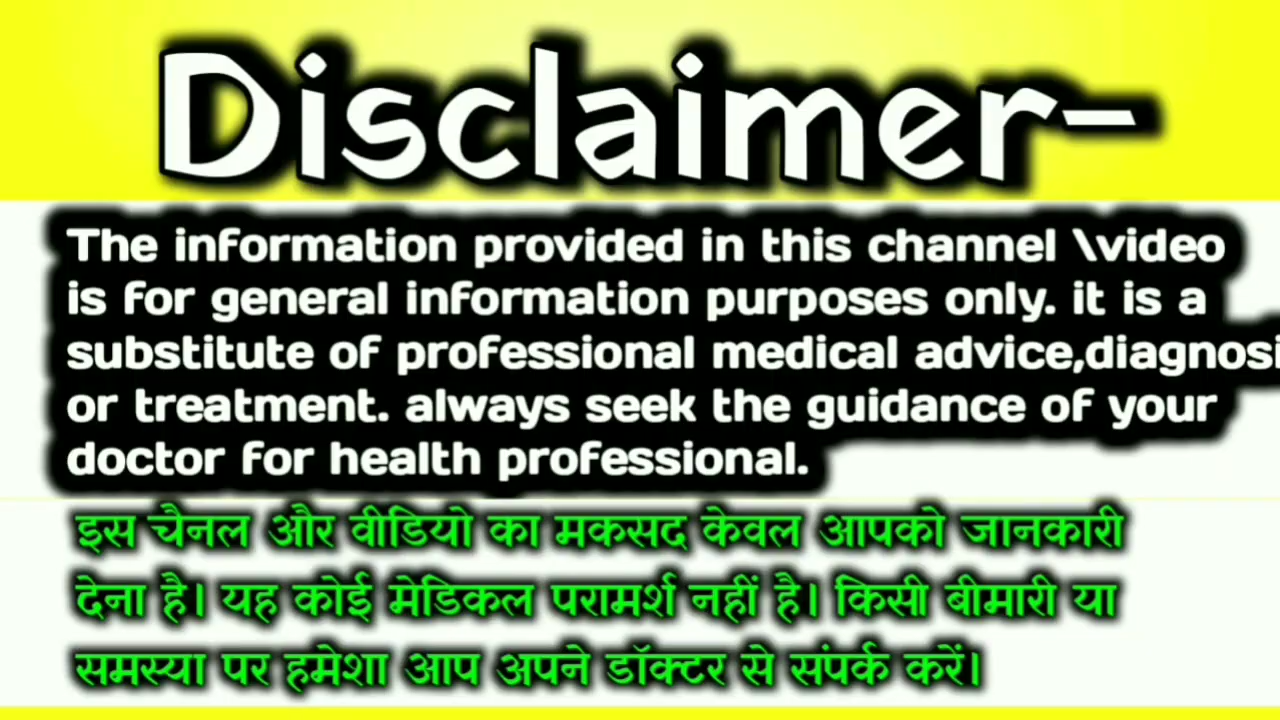 Disclaimer-
The information provided in this channel \video
is for general information purposes only. it is a
substitute of professional medical advice,diagnosi
or treatment. always seek the guidance of your
doctor for health professional.
इस चैनल और वीडियो का मकसद केवल आपको जानकारी
देना है। यह कोई मेडिकल परामर्श नहीं है। किसी बीमारी या
समस्या पर हमेशा आप अपने डॉक्टर से संपर्क करें।